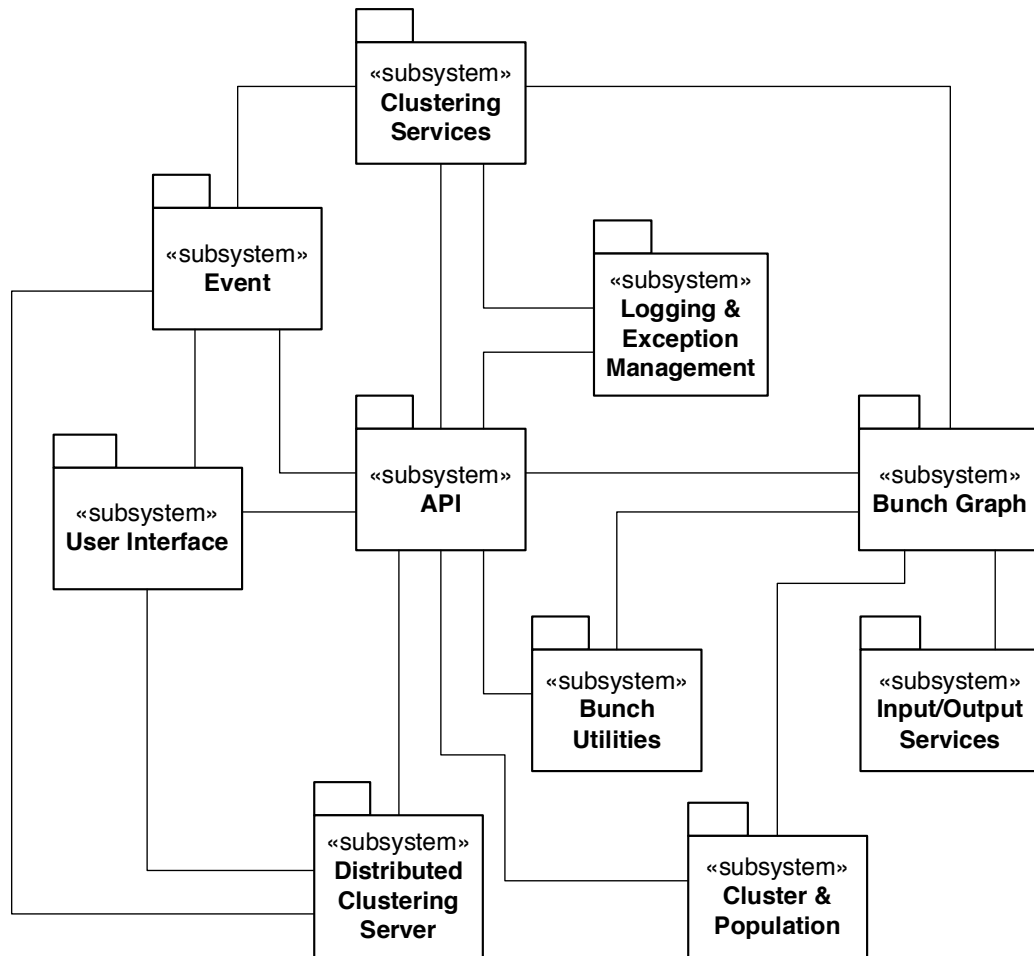 «subsystem»
Clustering
Services
«subsystem»
Event
«subsystem»
Logging &
Exception
Management
«subsystem»
User Interface
«subsystem»
API
«subsystem»
Bunch Graph
«subsystem»
Bunch
Utilities
«subsystem»
Input/Output
Services
«subsystem»
Distributed
Clustering
Server
«subsystem»
Cluster &
Population